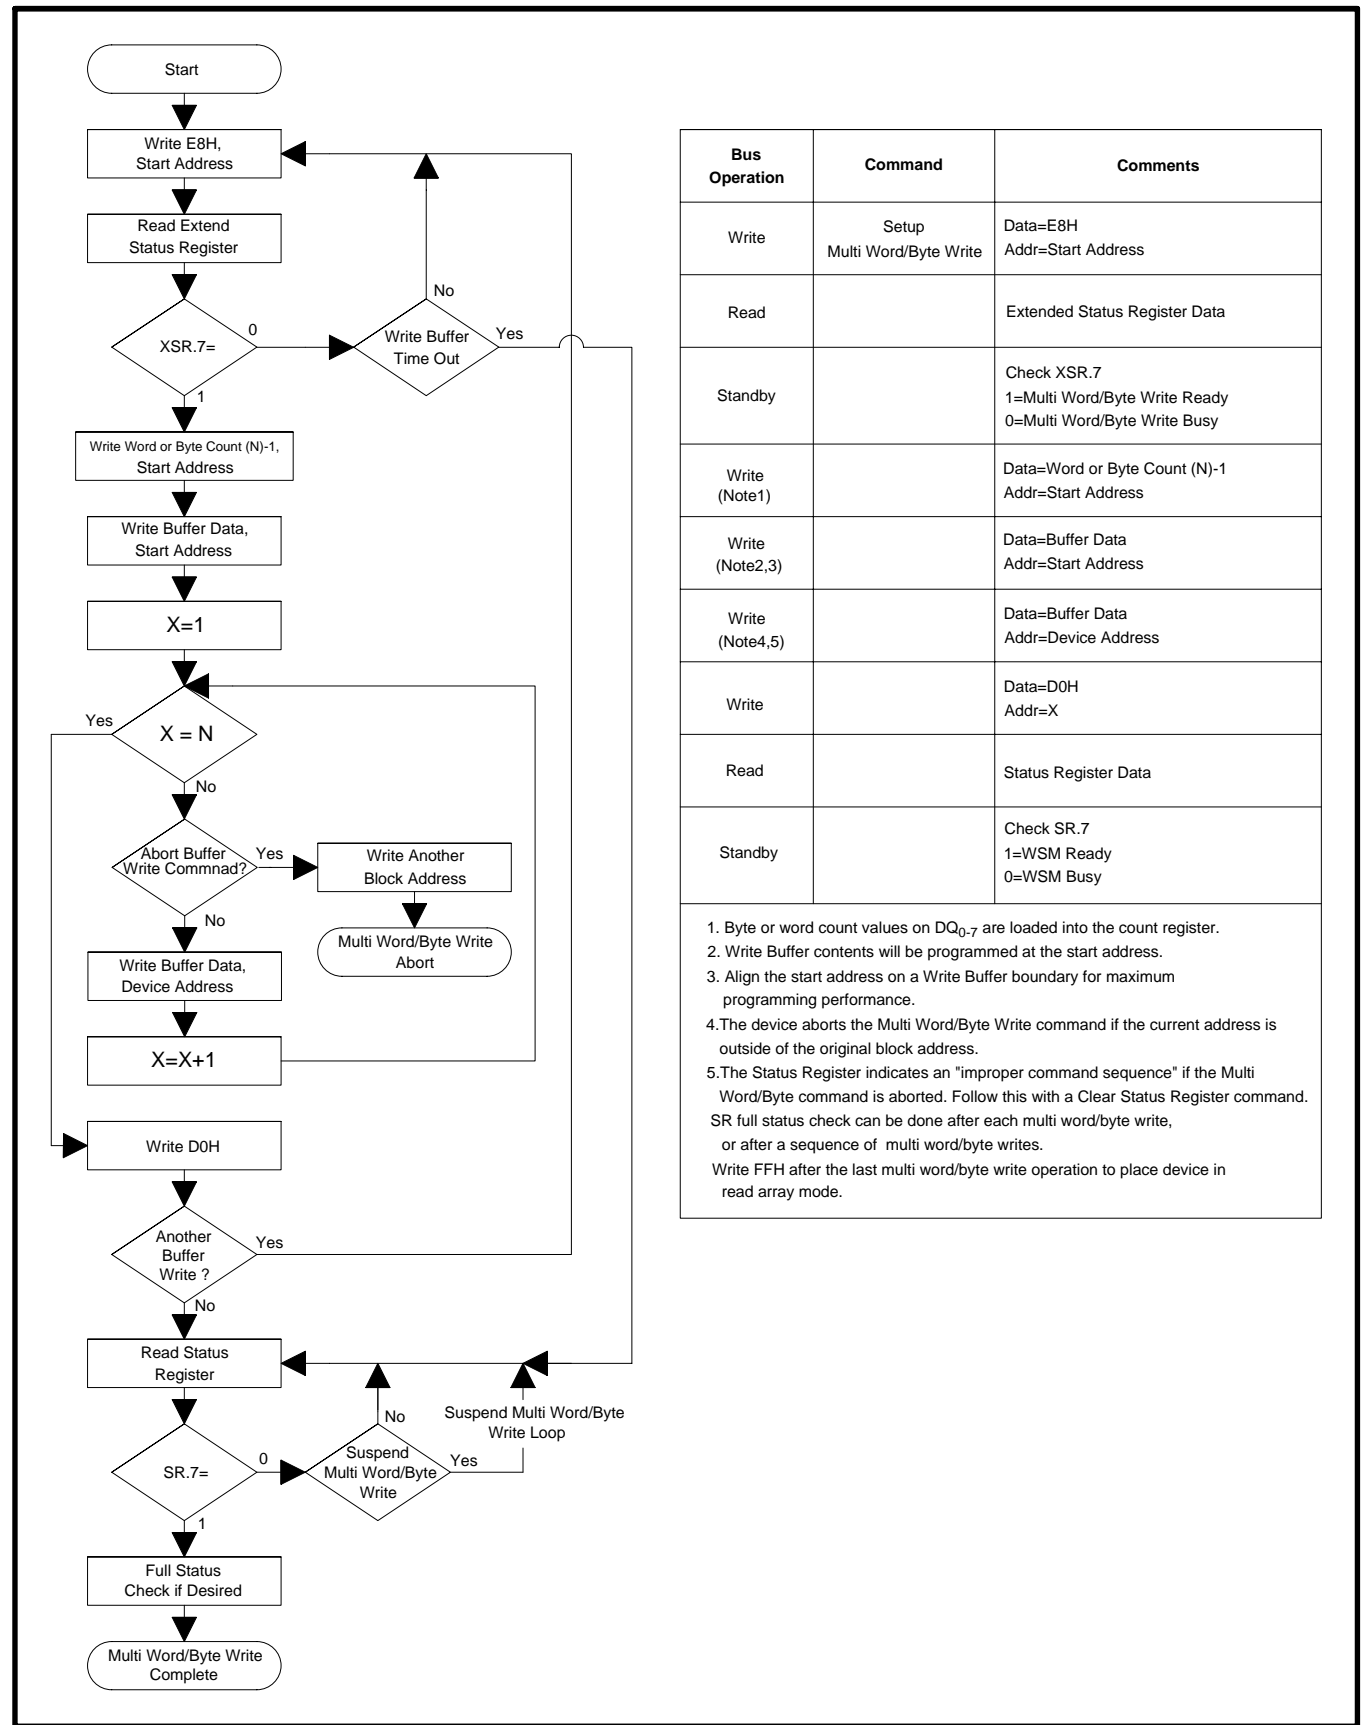 Start
Write E8H,
Start Address
Read Extend
Status Register
XSR.7=
0
1
Write Buffer
Time Out
No
Yes
Write Word or Byte Count (N)-1,
Start Address
Write Buffer Data,
Start Address
X=1
X = N
Yes
No
Abort Buffer
Write Commnad?
Yes
No
Write Another
Block Address
Multi Word/Byte Write
Abort
Write Buffer Data,
Device Address
X=X+1
Write D0H
Another
Buffer
Write ?
Yes
No
Read Status
Register
SR.7=
0
1
Suspend
Multi Word/Byte
Write
No
Yes
Suspend Multi Word/Byte
Write Loop
Full Status
Check if Desired
Multi Word/Byte Write
Complete
Bus
Operation
Command
Comments
Write
Setup
Multi Word/Byte Write
Data=E8H
Addr=Start Address
Read
Extended Status Register Data
Standby
Check XSR.7
1=Multi Word/Byte Write Ready
0=Multi Word/Byte Write Busy
Write
(Note1)
Data=Word or Byte Count (N)-1
Addr=Start Address
Write
(Note2,3)
Data=Buffer Data
Addr=Start Address
Write
(Note4,5)
Data=Buffer Data
Addr=Device Address
Write
Data=D0H
Addr=X
Read
Status Register Data
Standby
Check SR.7
1=WSM Ready
0=WSM Busy
1. Byte or word count values on DQ0-7 are loaded into the count register.
2. Write Buffer contents will be programmed at the start address.
3. Align the start address on a Write Buffer boundary for maximum
programming performance.
4.The device aborts the Multi Word/Byte Write command if the current address is
outside of the original block address.
5.The Status Register indicates an "improper command sequence" if the Multi
Word/Byte command is aborted. Follow this with a Clear Status Register command.
SR full status check can be done after each multi word/byte write,
or after a sequence of multi word/byte writes.
Write FFH after the last multi word/byte write operation to place device in
read array mode.